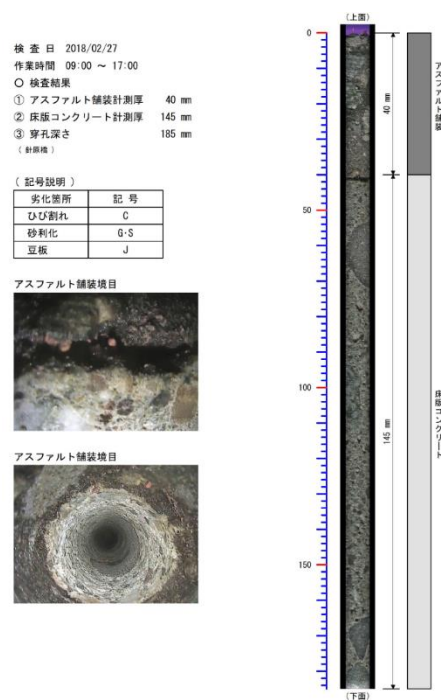 検 査 日 2018/02/27
作業時間 09:00 ～ 17:00
○ 検査結果
① アスファルト舗装計測厚 40 mm
② 床版コンクリート計測厚 145 mm
③ 穿孔深さ 185 mm
( 計原橋 )
( 記号説明 )
劣化箇所 記 号
ひび割れ C
砂利化 G･S
豆板 J
アスファルト舗装境目
アスファルト舗装境目
(上面)
0
50
100
150
(下面)
40 mm
145 mm
アスファルト舗装
床版コンクリート